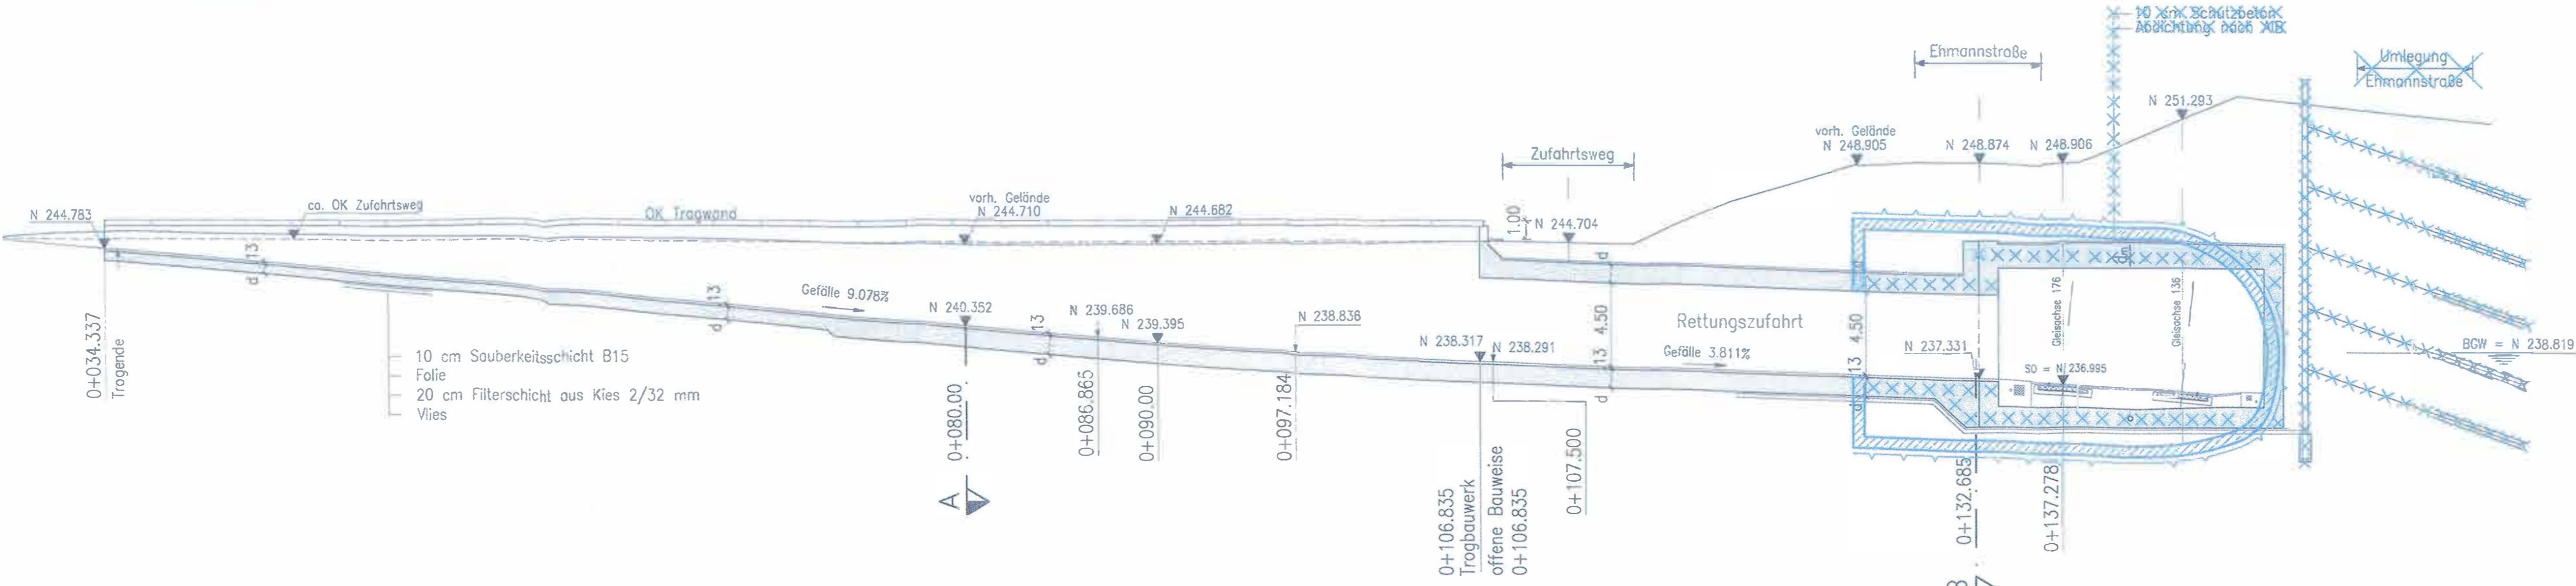 10 cm Schutzbeton
Abdichtung nach AIB
Ehmannstraße
Umlegung
Ehmannstraße
N 251.293
vorh. Gelände
N 248.905
N 248.874
N 248.906
Zufahrtsweg
N 244.783
ca. OK Zufahrtsweg
OK Trogwand
vorh. Gelände
N 244.710
N 244.682
1.00
N 244.704
d 13
d 13
Gefälle 9.078%
N 240.352
d 13
N 239.686
N 239.395
N 238.836
N 238.317
N 238.291
d
13 4.50
d
Rettungszufahrt
Gefälle 3.811%
13 4.50
d
N 237.331
Gleisachse 176
Gleisachse 136
SO = N 236.995
BGW = N 238.819
0+034.337
Trogende
10 cm Sauberkeitsschicht B15
Folie
20 cm Filterschicht aus Kies 2/32 mm
Vlies
A
0+080.00
0+086.865
0+090.00
0+097.184
0+106.835
Trogbauwerk
offene Bauweise
0+106.835
0+107.500
0+132.685
0+137.278